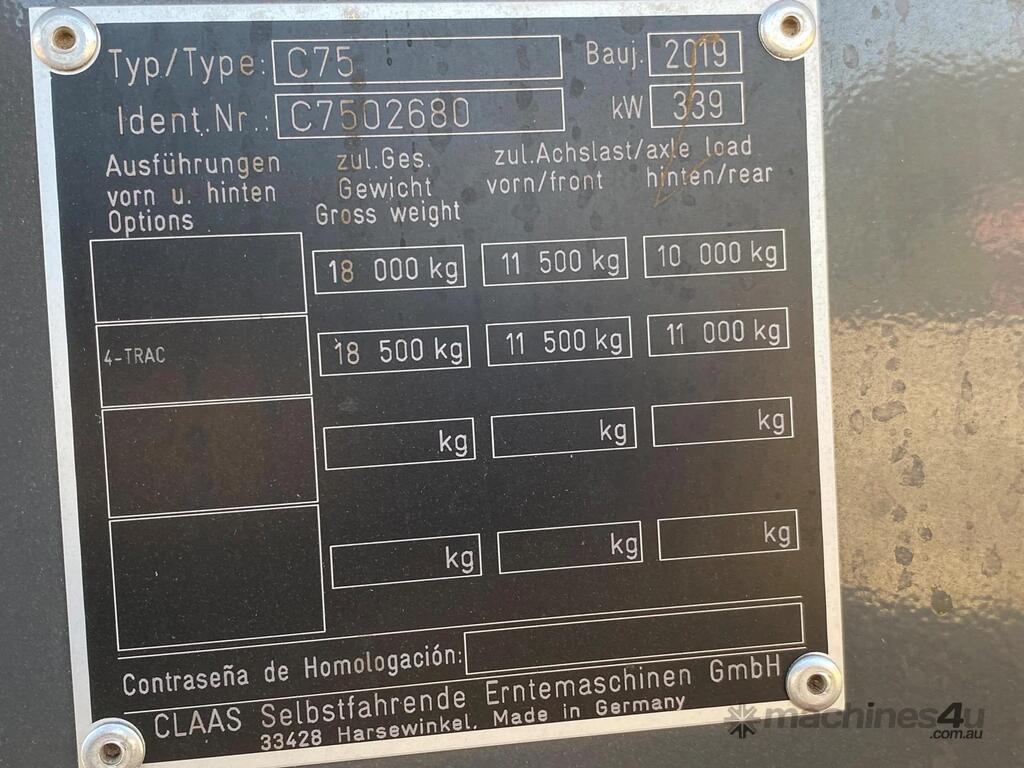 Typ/Type: C75 Bauj. 2019
Ident.Nr.: C7502680 kW 339
Ausführungen zul.Ges. zul.Achslast/axle load
vorn u. hinten Gewicht vorn/front hinten/rear
Options Gross weight
18 000 kg 11 500 kg 10 000 kg
4-TRAC 18 500 kg 11 500 kg 11 000 kg
kg kg kg
kg kg kg
Contraseña de Homologación:
CLAAS Selbstfahrende Erntemaschinen GmbH
33428 Harsewinkel. Made in Germany
machines4u
.com.au